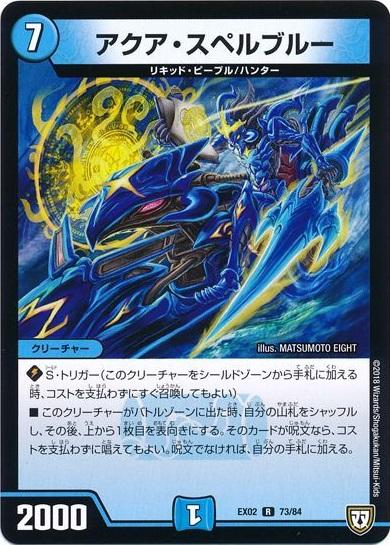 7
アクア・スペルブルー
リキッド・ピープル/ハンター
illus. MATSUMOTO EIGHT
クリーチャー
S・トリガー(このクリーチャーをシールドゾーンから手札に加える
時、コストを支払わずにすぐ召喚してもよい)
■ このクリーチャーがバトルゾーンに出た時、自分の山札をシャッフル
し、その後、上から1枚目を表向きにする。そのカードが呪文なら、コス
トを支払わずに唱えてもよい。呪文でなければ、自分の手札に加える。
©2018 Wizards/Shogakukan/Mitsui-Kids
2000
1
EX02 R 73/84